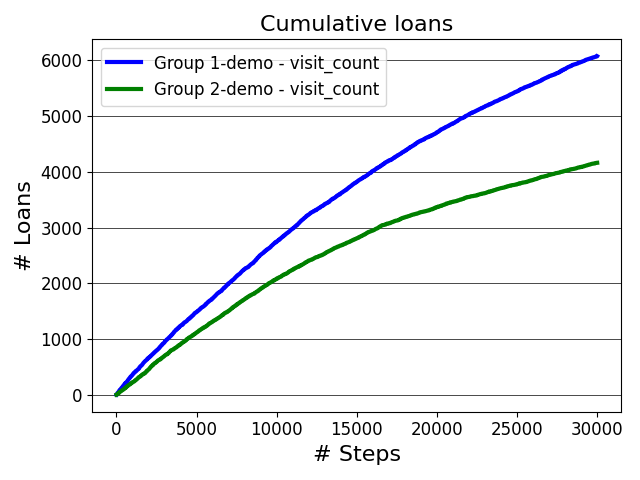 Cumulative loans
Group 1-demo - visit_count
Group 2-demo - visit_count
# Loans
6000
5000
4000
3000
2000
1000
0
0 5000 10000 15000 20000 25000 30000
# Steps